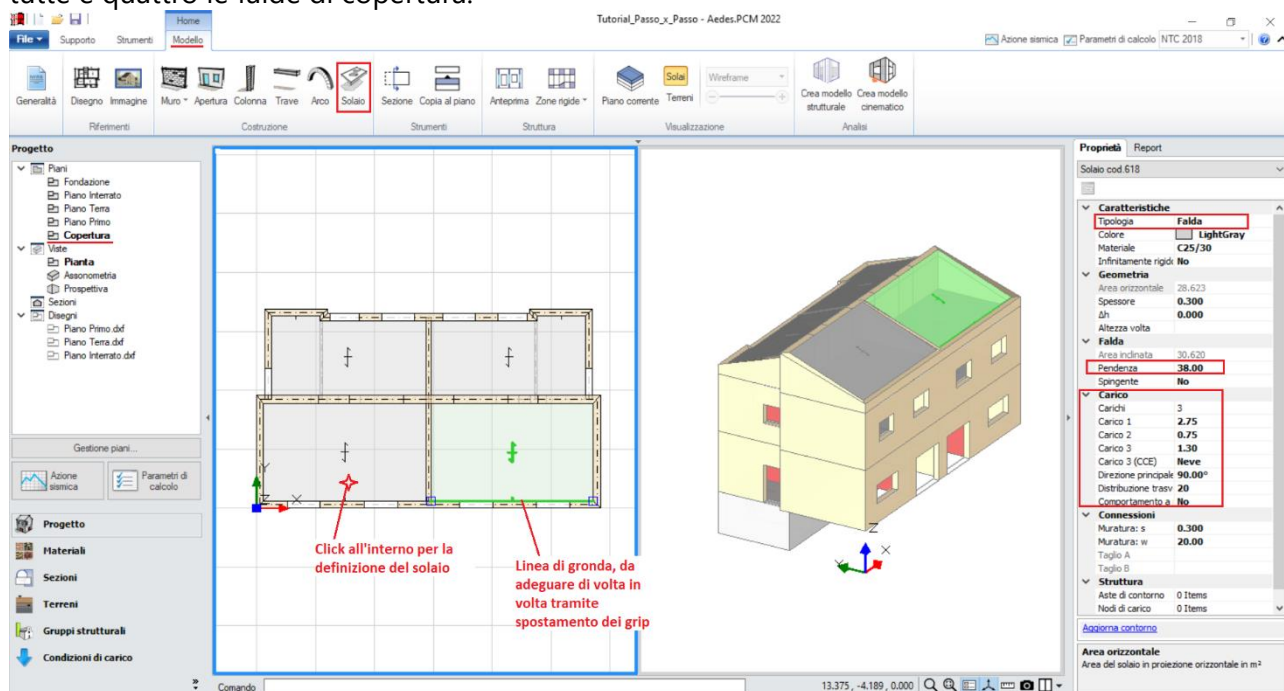 tutte e quattro le falde di copertura.
Tutorial_Passo_x_Passo - Aedes.PCM 2022
Home
File
Supporto
Strumenti
Modello
Azione sismica
Parametri di calcolo
NTC 2018
Generalità
Disegno
Immagine
Muro
Apertura
Colonna
Trave
Arco
Solaio
Sezione
Copia al piano
Anteprima
Zone rigide
Piano corrente
Solai
Terreni
Wireframe
Crea modello strutturale
Crea modello cinematico
Riferimenti
Costruzione
Strumenti
Struttura
Visualizzazione
Analisi
Progetto
Piani
Fondazione
Piano Interrato
Piano Terra
Piano Primo
Copertura
Viste
Pianta
Assonometria
Prospettiva
Sezioni
Disegni
Piano Primo.dxf
Piano Terra.dxf
Piano Interrato.dxf
Gestione piani...
Azione sismica
Parametri di calcolo
Progetto
Materiali
Sezioni
Terreni
Gruppi strutturali
Condizioni di carico
Y
Z
X
Click all'interno per la
definizione del solaio
Linea di gronda, da
adeguare di volta in
volta tramite
spostamento dei grip
Z
X
Comando
13.375 , -4.189 , 0.000
Proprietà
Report
Solaio cod.618
Caratteristiche
Tipologia Falda
Colore LightGray
Materiale C25/30
Infinitamente rigidc No
Geometria
Area orizzontale 28.623
Spessore 0.300
Δh 0.000
Altezza volta
Falda
Area inclinata 30.620
Pendenza 38.00
Spingente No
Carico
Carichi 3
Carico 1 2.75
Carico 2 0.75
Carico 3 1.30
Carico 3 (CCE) Neve
Direzione principale 90.00°
Distribuzione trasv 20
Comportamento a No
Connessioni
Muratura: s 0.300
Muratura: w 20.00
Taglio A
Taglio B
Struttura
Aste di contorno 0 Items
Nodi di carico 0 Items
Aggiorna contorno
Area orizzontale
Area del solaio in proiezione orizzontale in m²